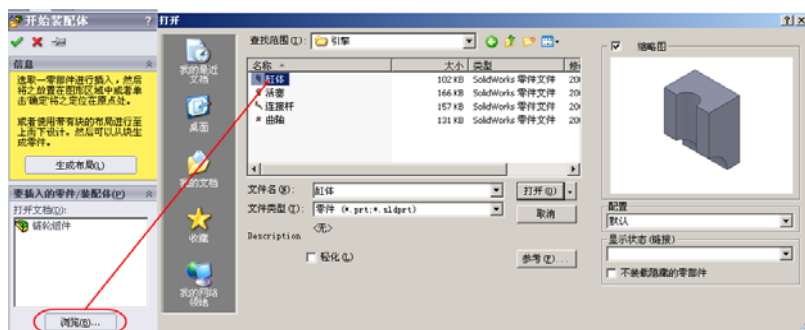 开始装配体 ?
信息
选取一零部件进行插入，然后
将之放置在图形区域中或者单
击'确定'将之定位在原点处。
或者使用带有块的布局进行至
上而下设计。然后可以从块生
成零件。
生成布局(L)
要插入的零件/装配体(P)
打开文档(D):
链轮组件
浏览(B)...
打开
查找范围(I): 引擎
我的最近
文档
桌面
我的文档
收藏
我的网络
领地
名称 大小 类型 修
缸体 102 KB SolidWorks 零件文件 200
活塞 166 KB SolidWorks 零件文件 200
连接杆 157 KB SolidWorks 零件文件 200
曲轴 131 KB SolidWorks 零件文件 200
文件名(N): 缸体 打开(O)
文件类型(T): 零件 (*.prt;*.sldprt) 取消
Description <无>
轻化(L) 参考(F)...
缩略图
配置
默认
显示状态(链接)
不装载隐藏的零部件